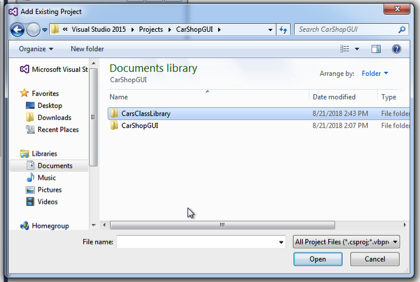 Add Existing Project
« Visual Studio 2015 ▸ Projects ▸ CarShopGUI ▸
Search CarShopGUI
Organize ▾ New folder
Microsoft Visual Stu
Favorites
Desktop
Downloads
Recent Places
Libraries
Documents
Music
Pictures
Videos
Homegroup
Documents library
CarShopGUI
Arrange by: Folder
Name Date modified Type
CarsClassLibrary 8/21/2018 2:43 PM File folder
CarShopGUI 8/21/2018 2:07 PM File folder
File name:
All Project Files (*.csproj;*.vbpr
Open Cancel